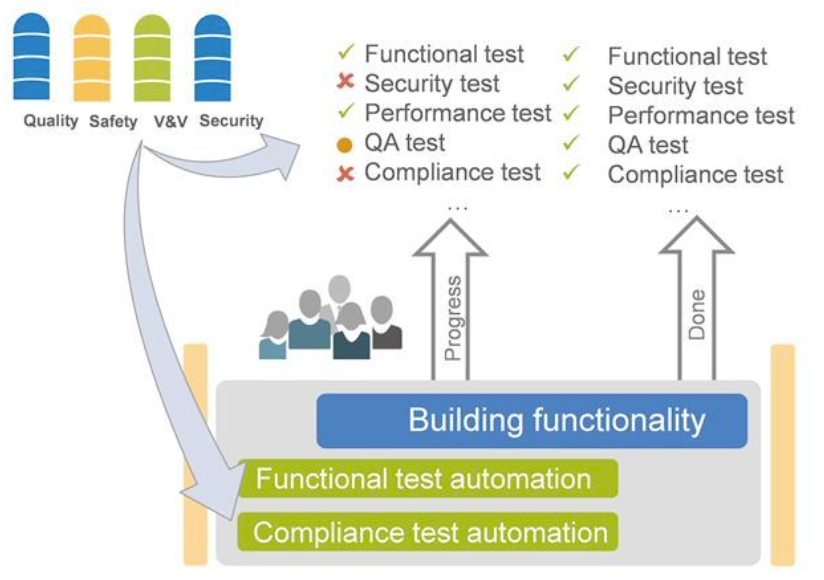 Quality Safety V&V Security
Functional test
Security test
Performance test
QA test
Compliance test
...
Functional test
Security test
Performance test
QA test
Compliance test
...
Progress
Done
Building functionality
Functional test automation
Compliance test automation